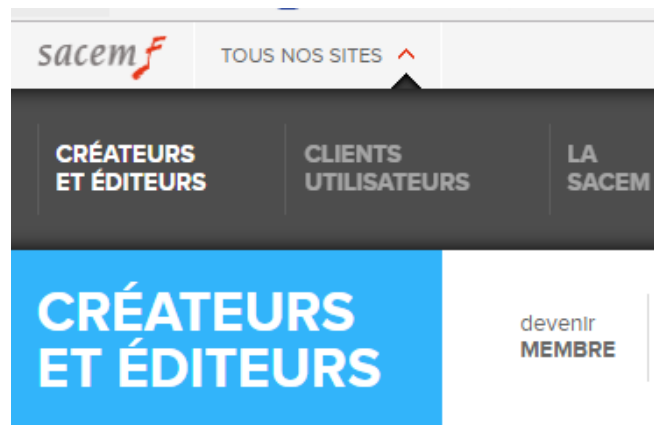 sacem
TOUS NOS SITES
CRÉATEURS
ET ÉDITEURS
CLIENTS
UTILISATEURS
LA
SACEM
CRÉATEURS
ET ÉDITEURS
devenir
MEMBRE